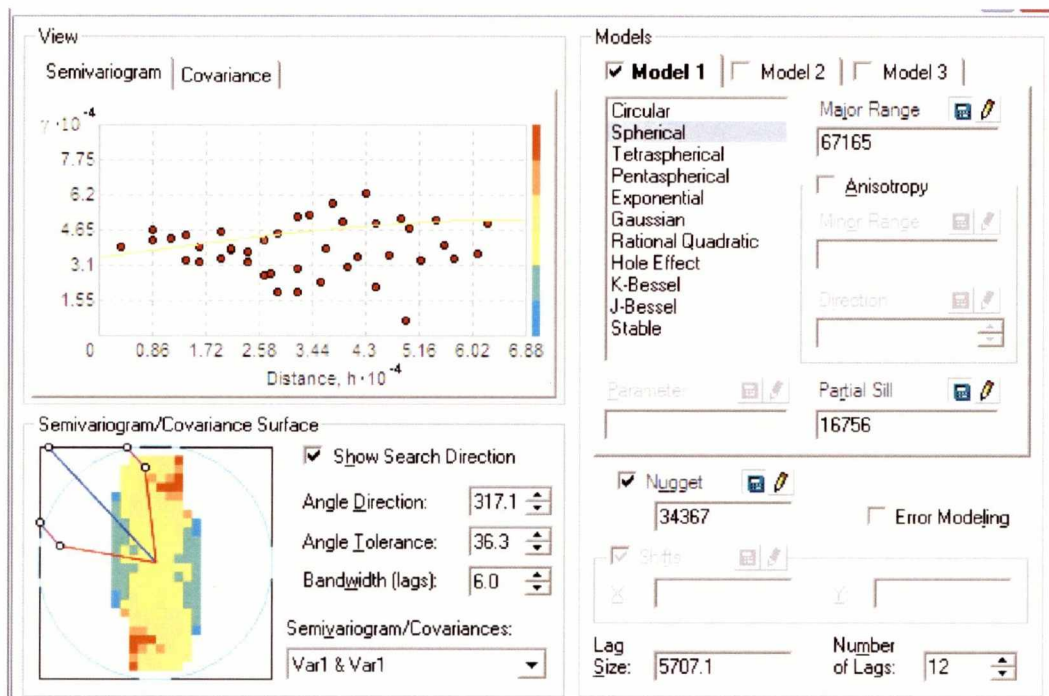 View
Semivariogram
Covariance
γ·10⁻⁴
7.75
6.2
4.65
3.1
1.55
0 0.86 1.72 2.58 3.44 4.3 5.16 6.02 6.88
Distance, h·10⁻⁴
Semivariogram/Covariance Surface
Show Search Direction
Angle Direction: 317.1
Angle Tolerance: 36.3
Bandwidth (lags): 6.0
Semivariogram/Covariances:
Var1 & Var1
Models
Model 1 Model 2 Model 3
Circular
Spherical
Tetraspherical
Pentaspherical
Exponential
Gaussian
Rational Quadratic
Hole Effect
K-Bessel
J-Bessel
Stable
Major Range
67165
Anisotropy
Minor Range
Direction
Parameter
Partial Sill
16756
Nugget
34367
Error Modeling
Shifts
X
Y
Lag Size: 5707.1
Number of Lags: 12